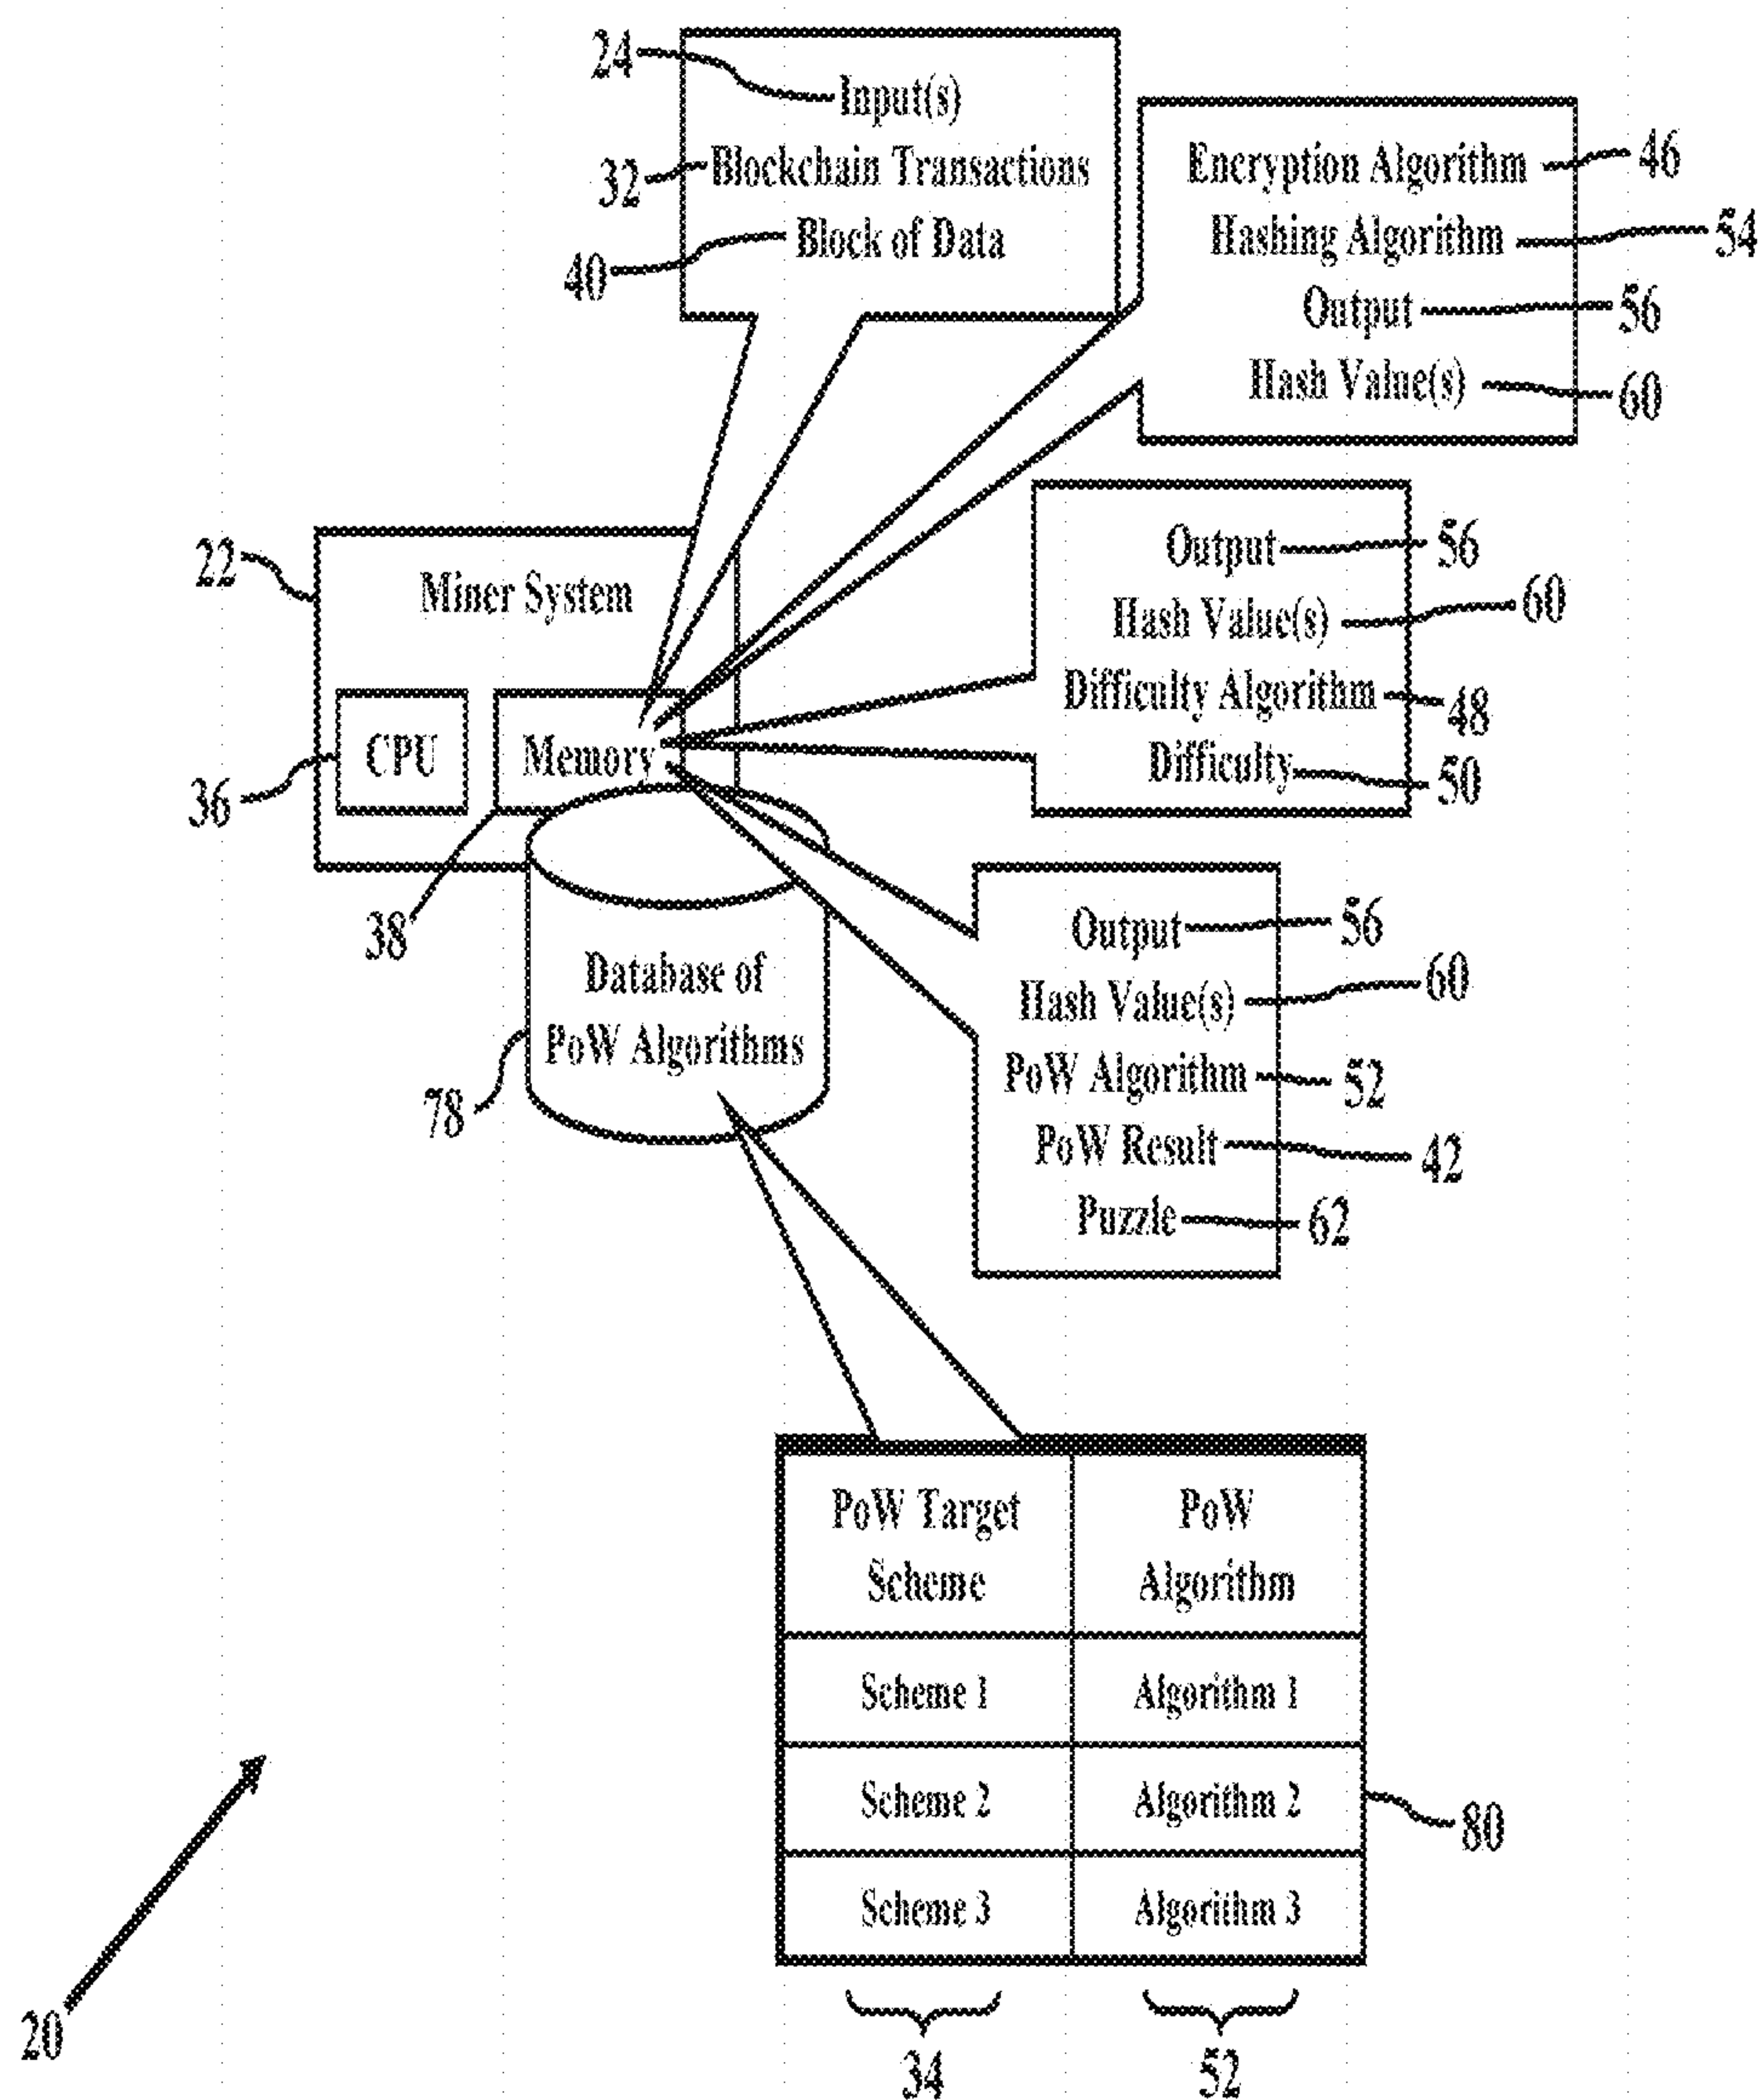 24
Input(s)
32
Blockchain Transactions
40
Block of Data
Encryption Algorithm
46
Hashing Algorithm
54
Output
56
Hash Value(s)
60
22
Miner System
36
CPU
Memory
38
Output
56
Hash Value(s)
60
Difficulty Algorithm
48
Difficulty
50
Database of
PoW Algorithms
78
Output
56
Hash Value(s)
60
PoW Algorithm
52
PoW Result
42
Puzzle
62
PoW Target
Scheme
PoW
Algorithm
Scheme 1
Algorithm 1
Scheme 2
Algorithm 2
80
Scheme 3
Algorithm 3
20
34
52